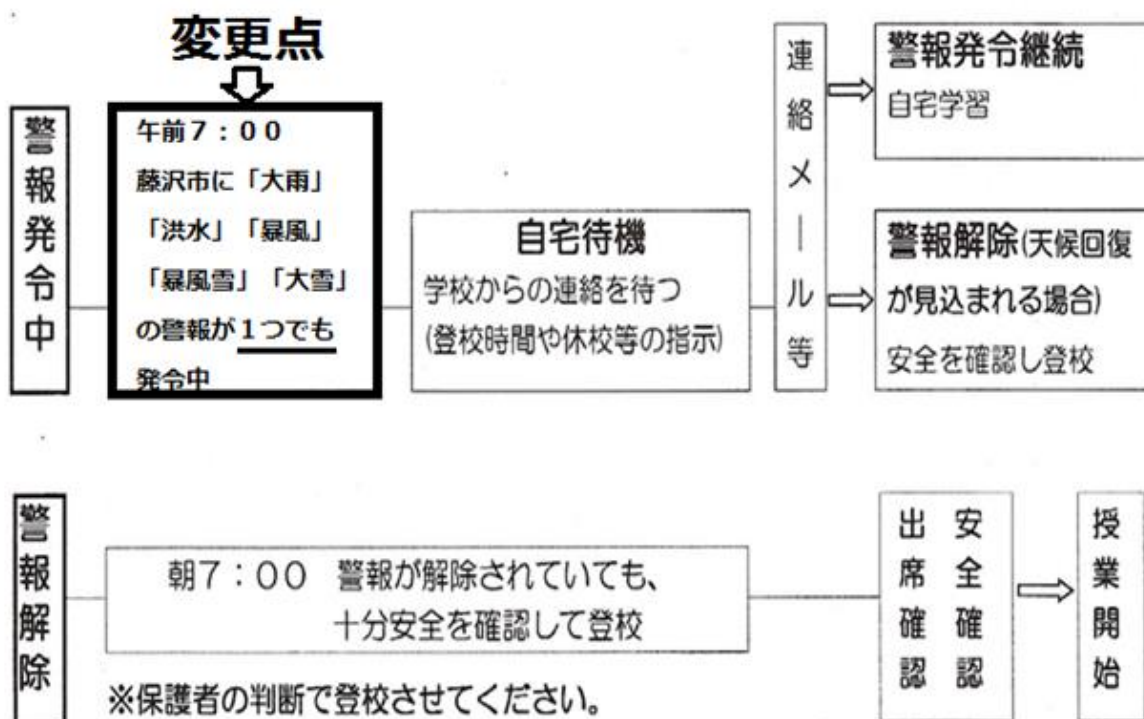 変更点
警報発令中
午前7:00
藤沢市に「大雨」
「洪水」「暴風」
「暴風雪」「大雪」
の警報が1つでも
発令中
自宅待機
学校からの連絡を待つ
(登校時間や休校等の指示)
連絡メール等
警報発令継続
自宅学習
警報解除(天候回復
が見込まれる場合)
安全を確認し登校
警報解除
朝7:00 警報が解除されていても、
十分安全を確認して登校
※保護者の判断で登校させてください。
安全確認
出席確認
授業開始